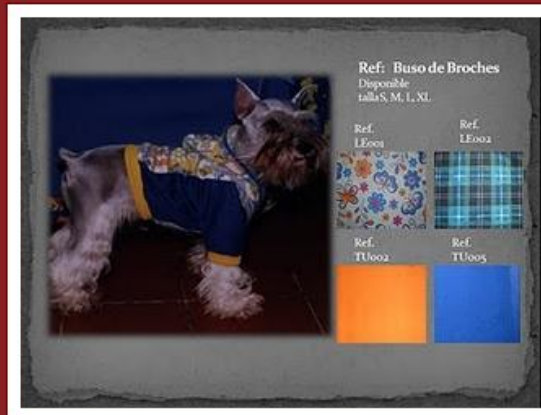 Ref: Buso de Broches
Disponible
talla S, M, L, XL
Ref.
LE001
Ref.
LE002
Ref.
TU002
Ref.
TU005